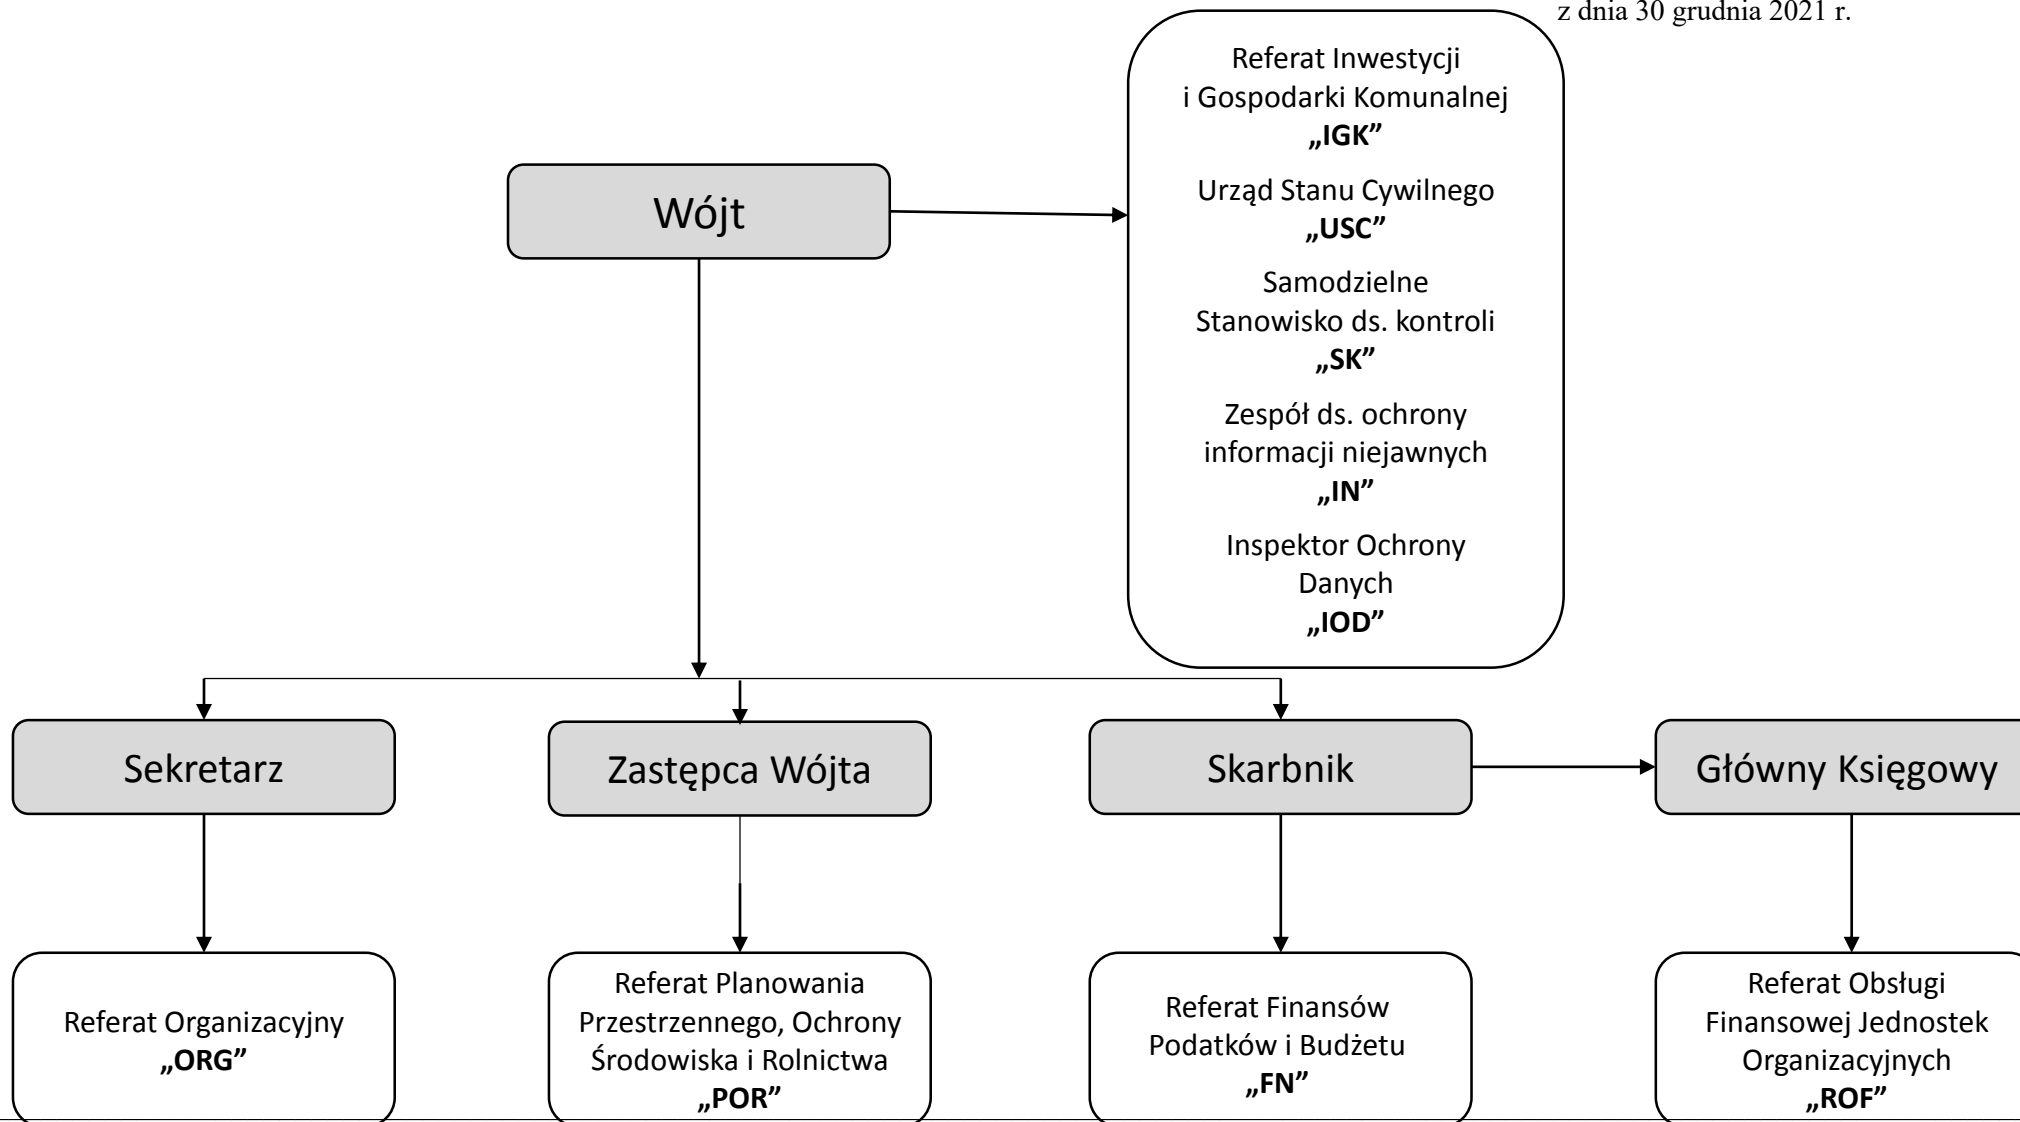 z dnia 30 grudnia 2021 r.
Referat Inwestycji
i Gospodarki Komunalnej
„IGK”
Urząd Stanu Cywilnego
„USC”
Samodzielne
Stanowisko ds. kontroli
„SK”
Zespół ds. ochrony
informacji niejawnych
„IN”
Inspektor Ochrony
Danych
„IOD”
Wójt
Sekretarz
Zastępca Wójta
Skarbnik
Główny Księgowy
Referat Organizacyjny
„ORG”
Referat Planowania
Przestrzennego, Ochrony
Środowiska i Rolnictwa
„POR”
Referat Finansów
Podatków i Budżetu
„FN”
Referat Obsługi
Finansowej Jednostek
Organizacyjnych
„ROF”